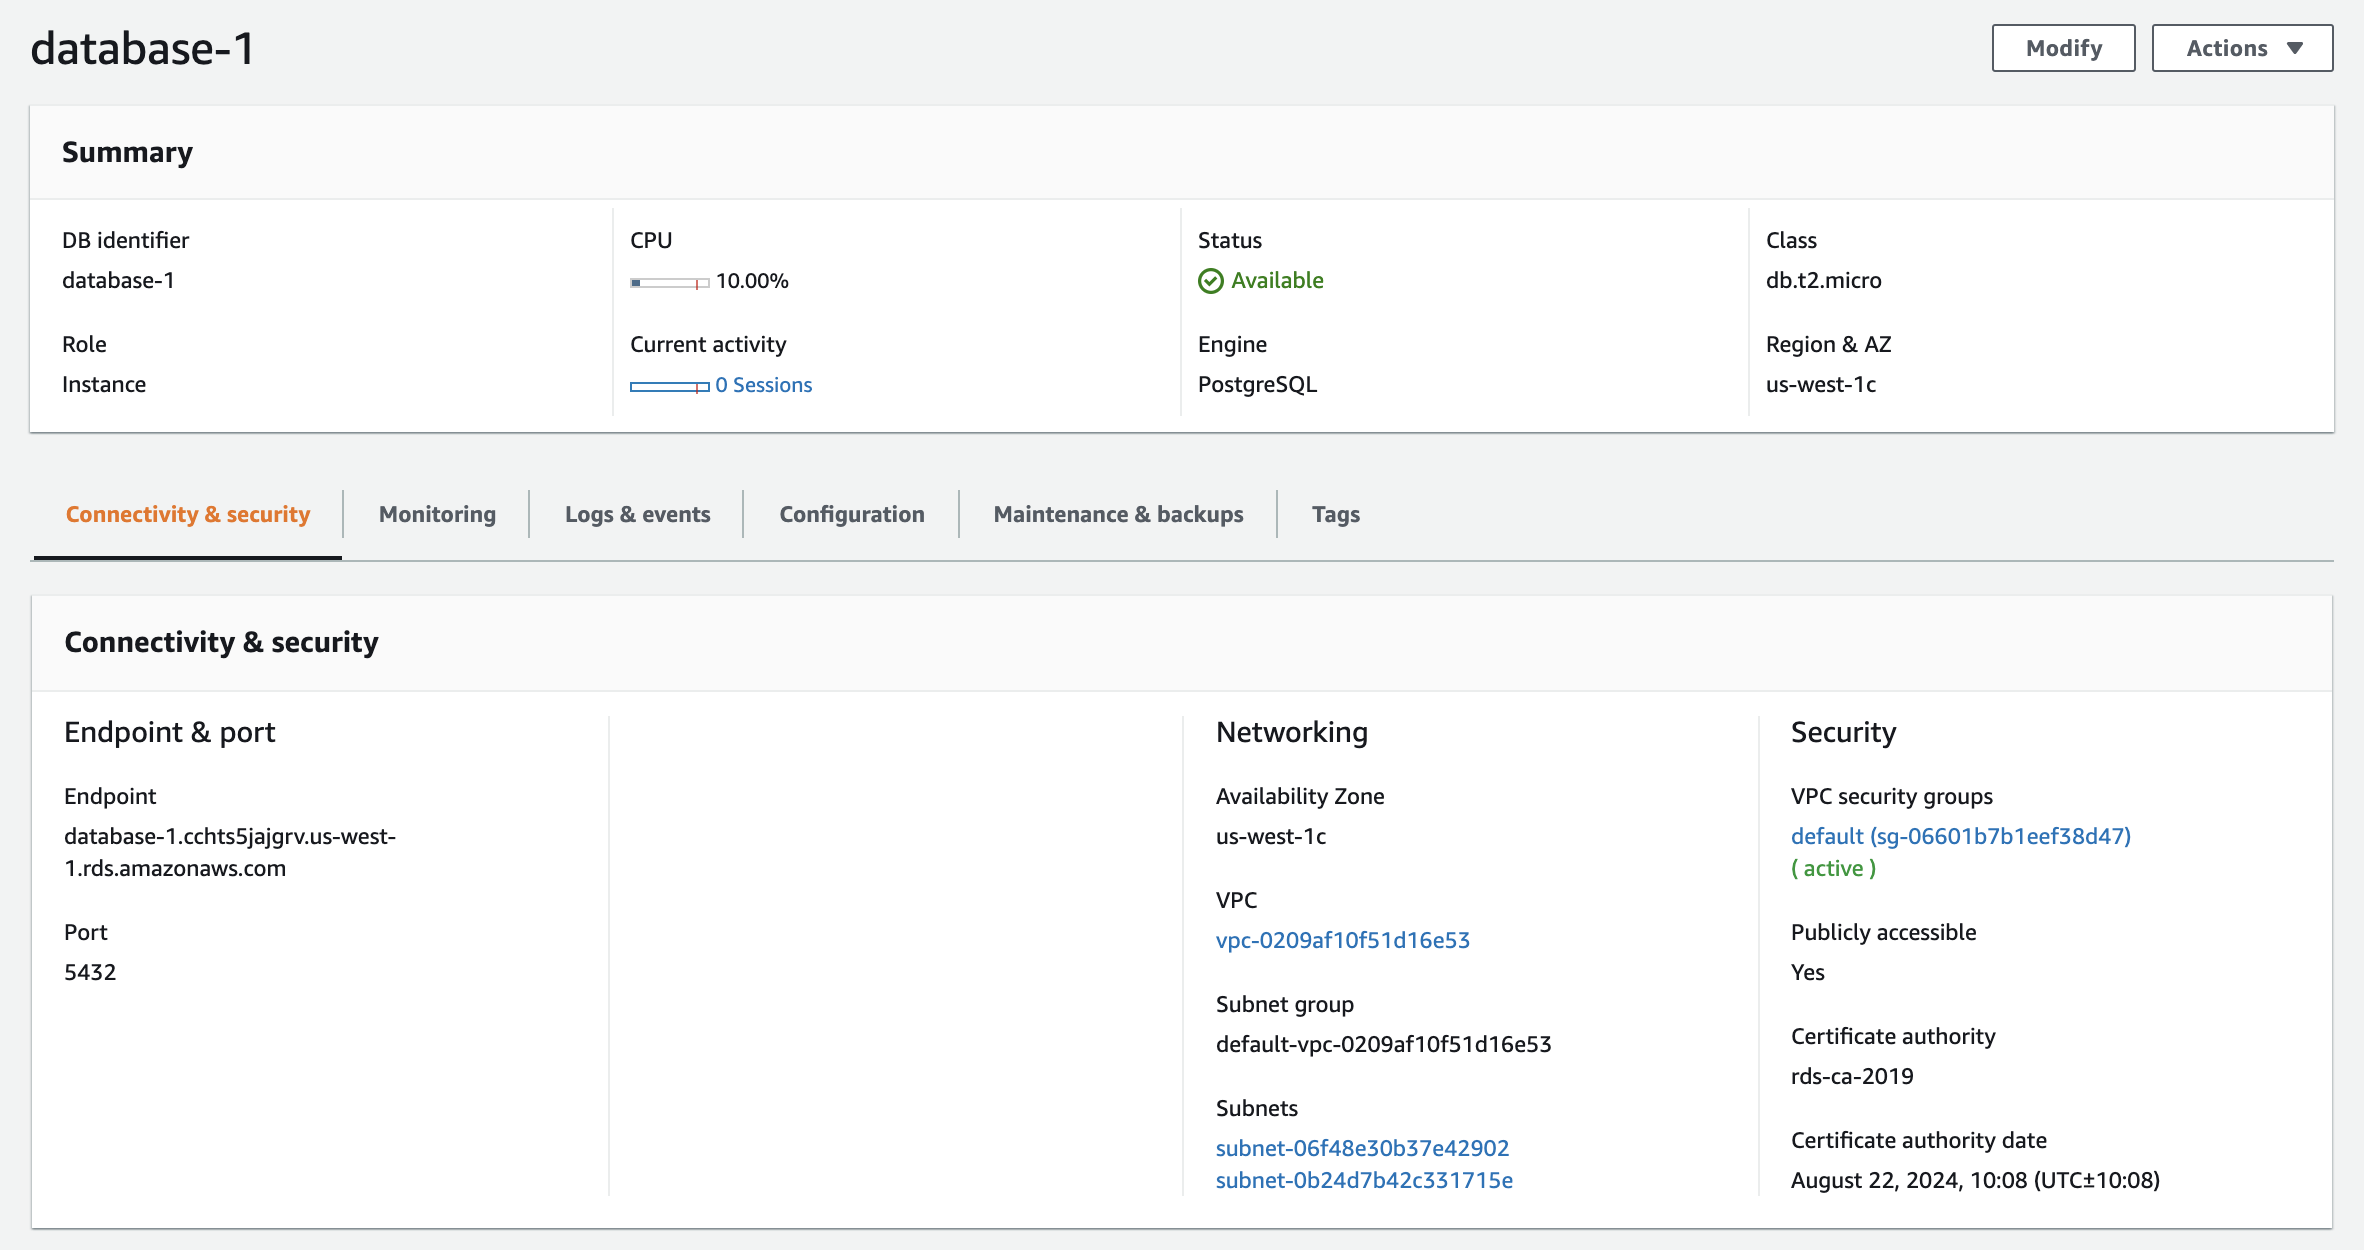 database-1
Modify
Actions
Summary
DB identifier
database-1
CPU
10.00%
Status
Available
Class
db.t2.micro
Role
Instance
Current activity
0 Sessions
Engine
PostgreSQL
Region & AZ
us-west-1c
Connectivity & security
Monitoring
Logs & events
Configuration
Maintenance & backups
Tags
Connectivity & security
Endpoint & port
Endpoint
database-1.cchts5jajgrv.us-west-
1.rds.amazonaws.com
Port
5432
Networking
Availability Zone
us-west-1c
VPC
vpc-0209af10f51d16e53
Subnet group
default-vpc-0209af10f51d16e53
Subnets
subnet-06f48e30b37e42902
subnet-0b24d7b42c331715e
Security
VPC security groups
default (sg-06601b7b1eef38d47)
( active )
Publicly accessible
Yes
Certificate authority
rds-ca-2019
Certificate authority date
August 22, 2024, 10:08 (UTC±10:08)